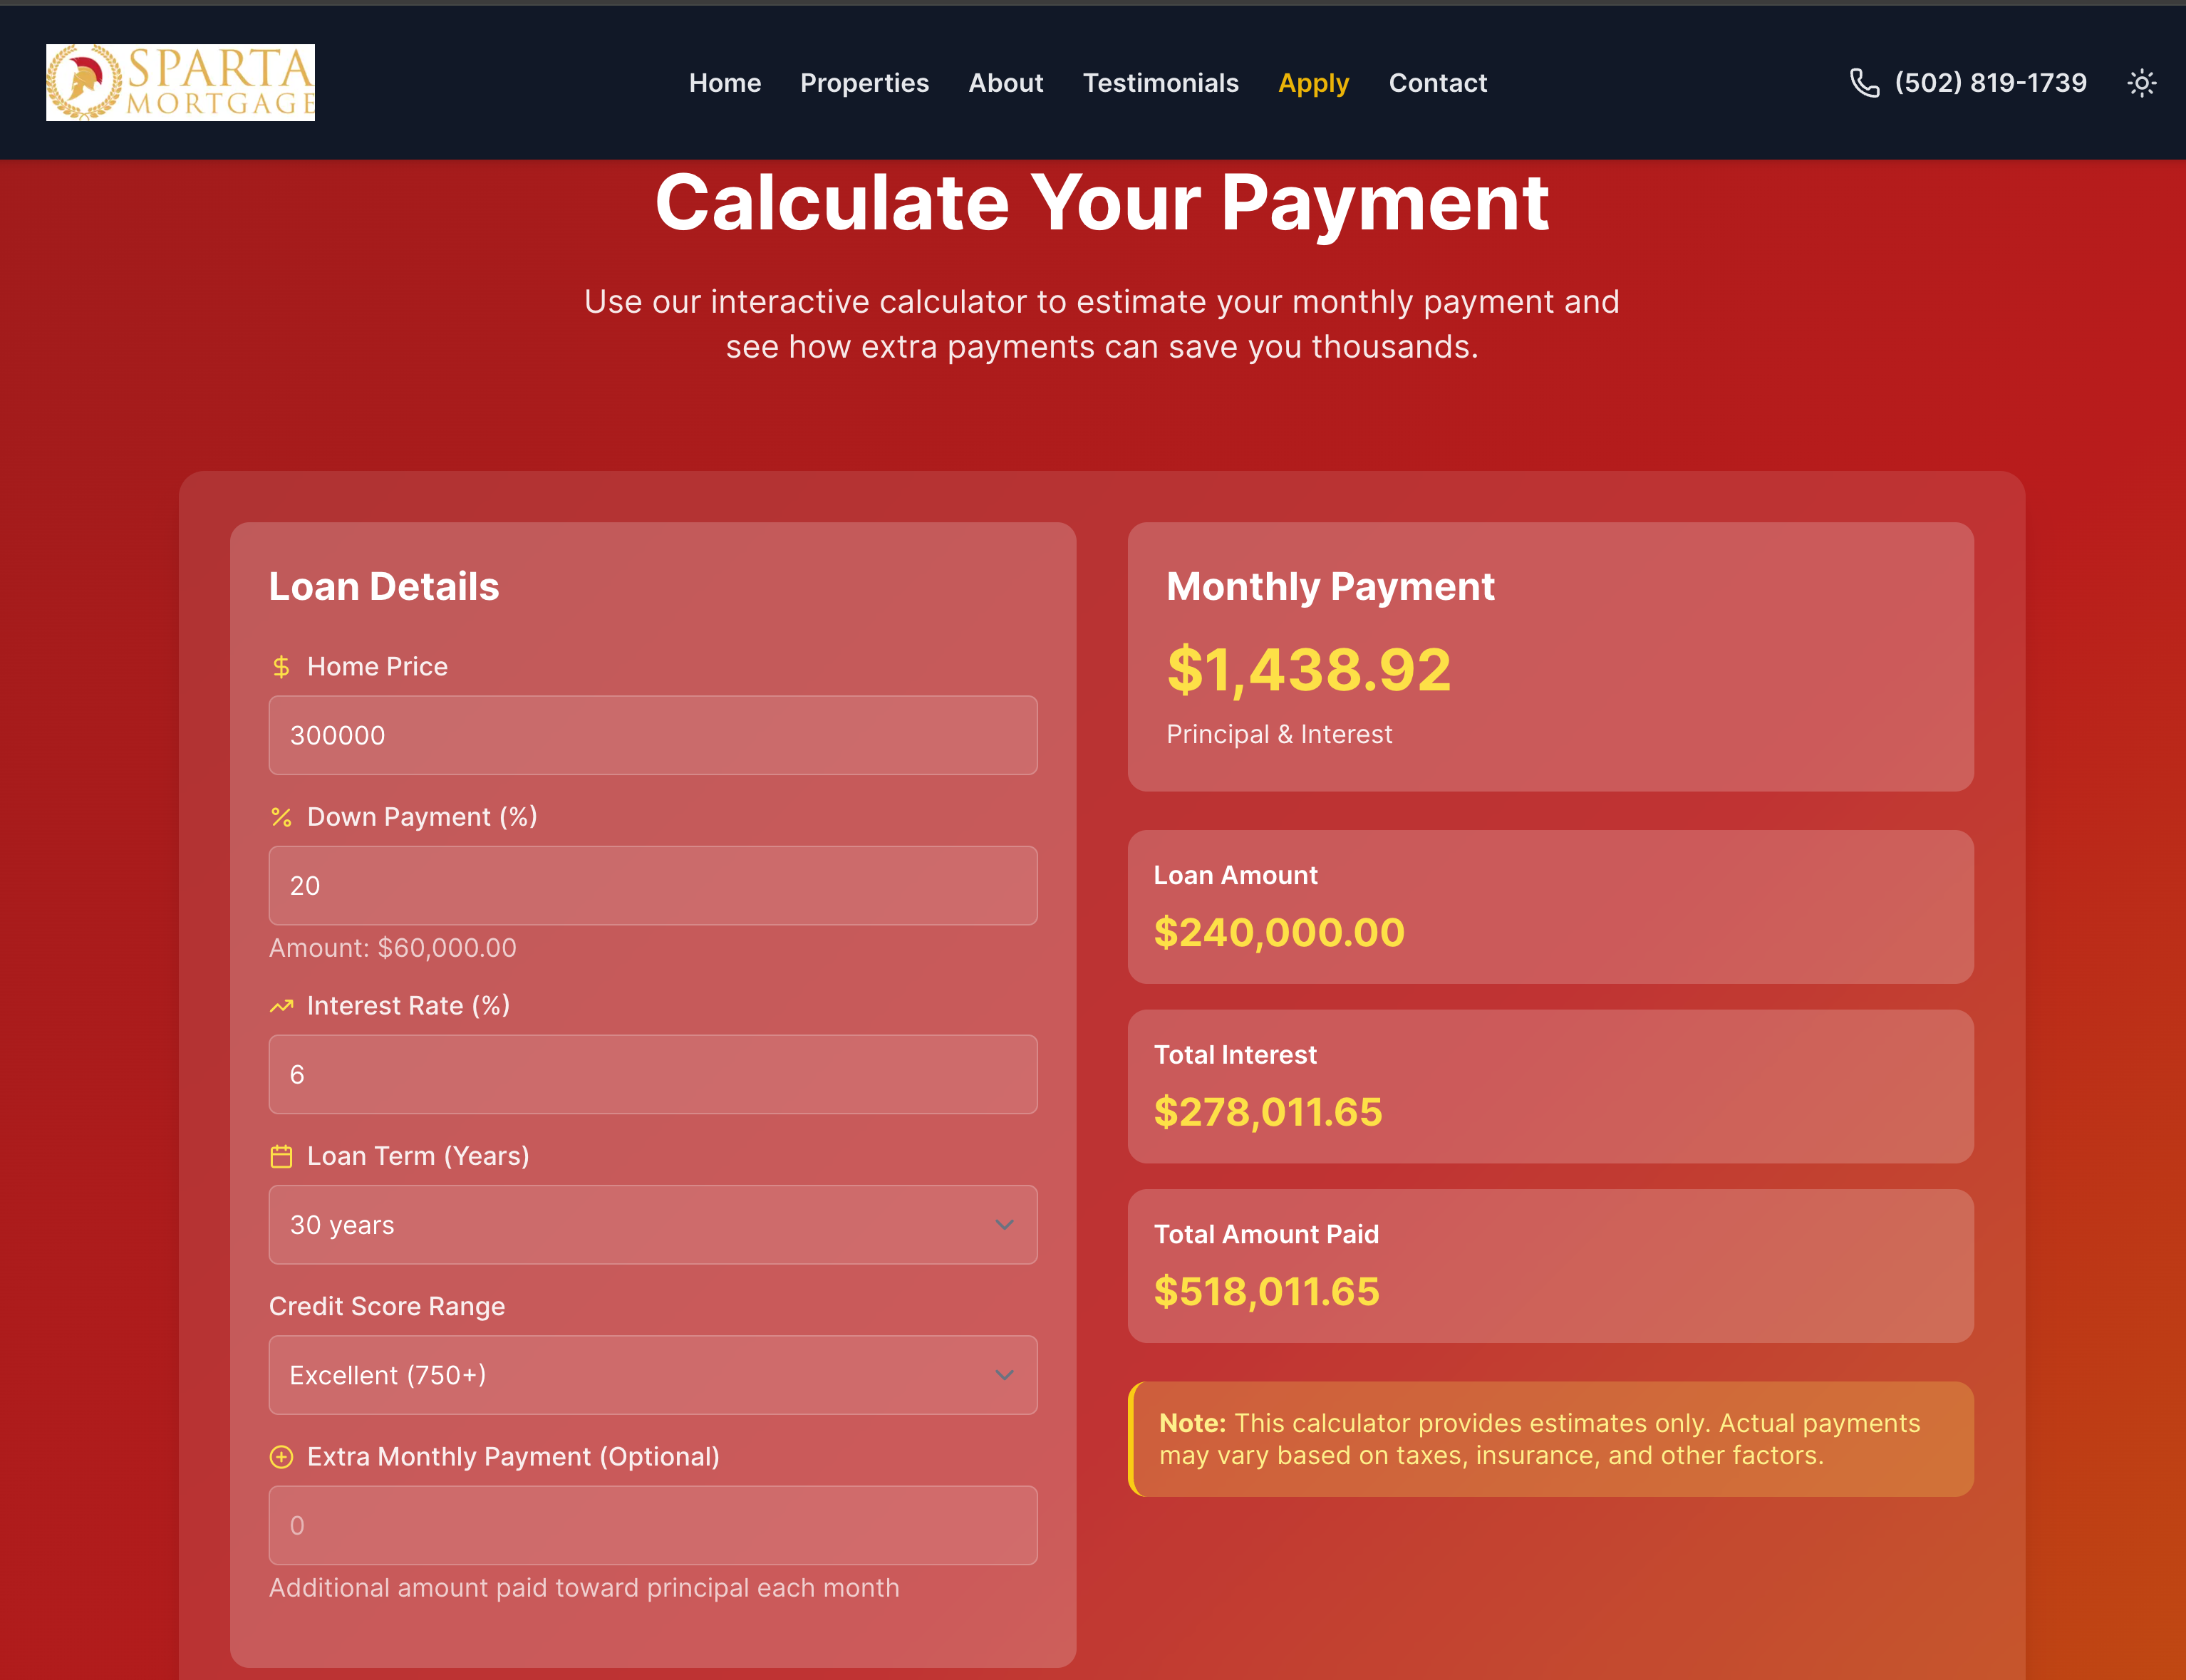 SPARTA
MORTGAGE
Home Properties About Testimonials Apply Contact
(502) 819-1739
Calculate Your Payment
Use our interactive calculator to estimate your monthly payment and
see how extra payments can save you thousands.
Loan Details
$ Home Price
300000
% Down Payment (%)
20
Amount: $60,000.00
Interest Rate (%)
6
Loan Term (Years)
30 years
Credit Score Range
Excellent (750+)
Extra Monthly Payment (Optional)
0
Additional amount paid toward principal each month
Monthly Payment
$1,438.92
Principal & Interest
Loan Amount
$240,000.00
Total Interest
$278,011.65
Total Amount Paid
$518,011.65
Note: This calculator provides estimates only. Actual payments
may vary based on taxes, insurance, and other factors.